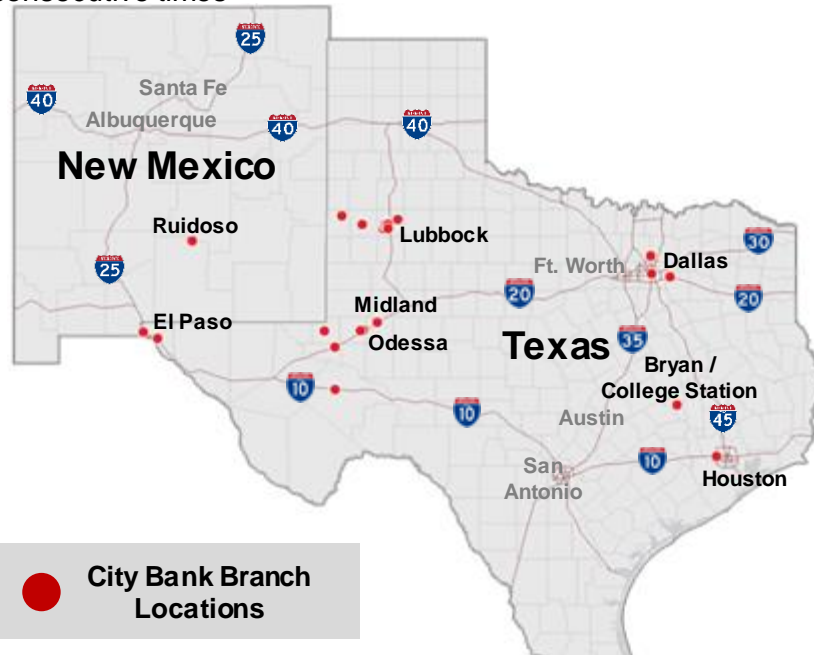 consecutive times
25
Santa Fe
40
Albuquerque
40
40
New Mexico
Ruidoso
Lubbock
30
Ft. Worth
Dallas
25
20
20
Midland
El Paso
Odessa
Texas
35
Bryan /
College Station
10
10
Austin
45
10
San
Antonio
Houston
City Bank Branch
Locations